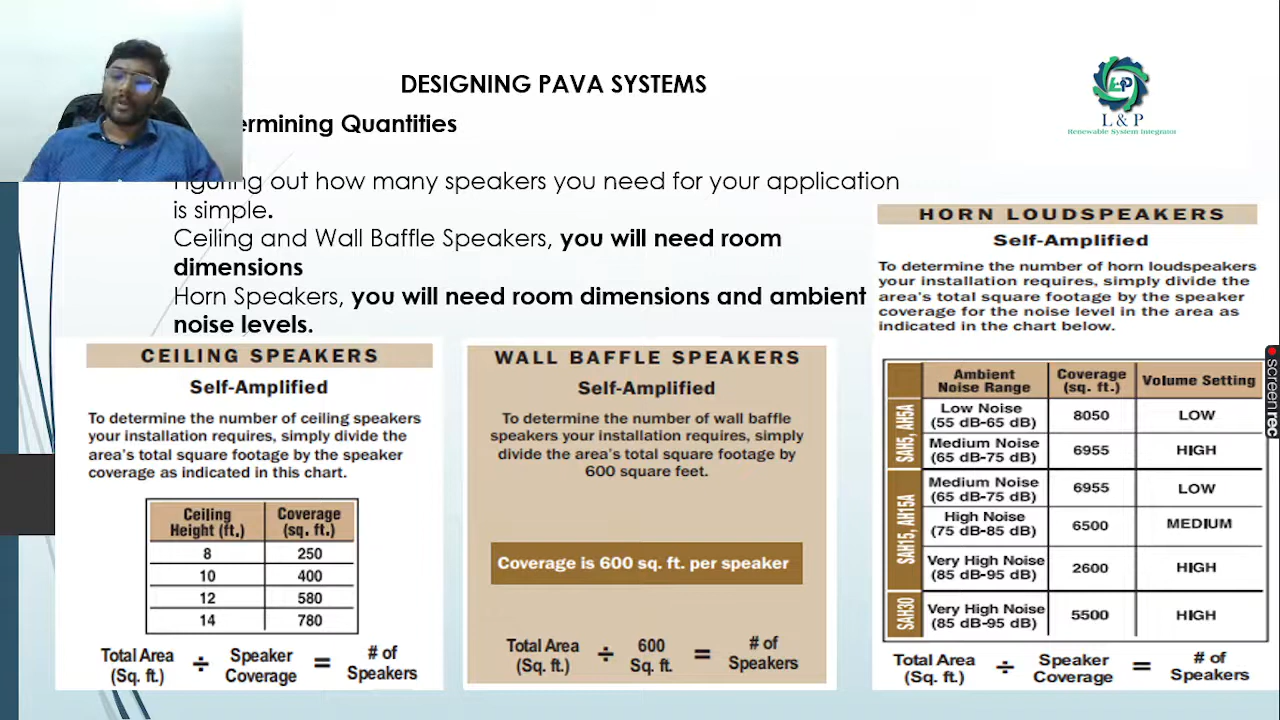 DESIGNING PAVA SYSTEMS
L & P
Renewable System Integrator
ermining Quantities
Figuring out how many speakers you need for your application
is simple.
Ceiling and Wall Baffle Speakers, you will need room
dimensions
Horn Speakers, you will need room dimensions and ambient
noise levels.
CEILING SPEAKERS
Self-Amplified
To determine the number of ceiling speakers
your installation requires, simply divide the
area's total square footage by the speaker
coverage as indicated in this chart.
Ceiling Height (ft.) Coverage (sq. ft.)
8 250
10 400
12 580
14 780
Total Area (Sq. ft.) ÷ Speaker Coverage = # of Speakers
WALL BAFFLE SPEAKERS
Self-Amplified
To determine the number of wall baffle
speakers your installation requires, simply
divide the area's total square footage by
600 square feet.
Coverage is 600 sq. ft. per speaker
Total Area (Sq. ft.) ÷ 600 Sq. ft. = # of Speakers
HORN LOUDSPEAKERS
Self-Amplified
To determine the number of horn loudspeakers
your installation requires, simply divide the
area's total square footage by the speaker
coverage for the noise level in the area as
indicated in the chart below.
Ambient Noise Range Coverage (sq. ft.) Volume Setting
SAH5, AH5A
Low Noise (55 dB-65 dB) 8050 LOW
Medium Noise (65 dB-75 dB) 6955 HIGH
SAH15, AH15A
Medium Noise (65 dB-75 dB) 6955 LOW
High Noise (75 dB-85 dB) 6500 MEDIUM
Very High Noise (85 dB-95 dB) 2600 HIGH
SAH30
Very High Noise (85 dB-95 dB) 5500 HIGH
Total Area (Sq. ft.) ÷ Speaker Coverage = # of Speakers
screenrec